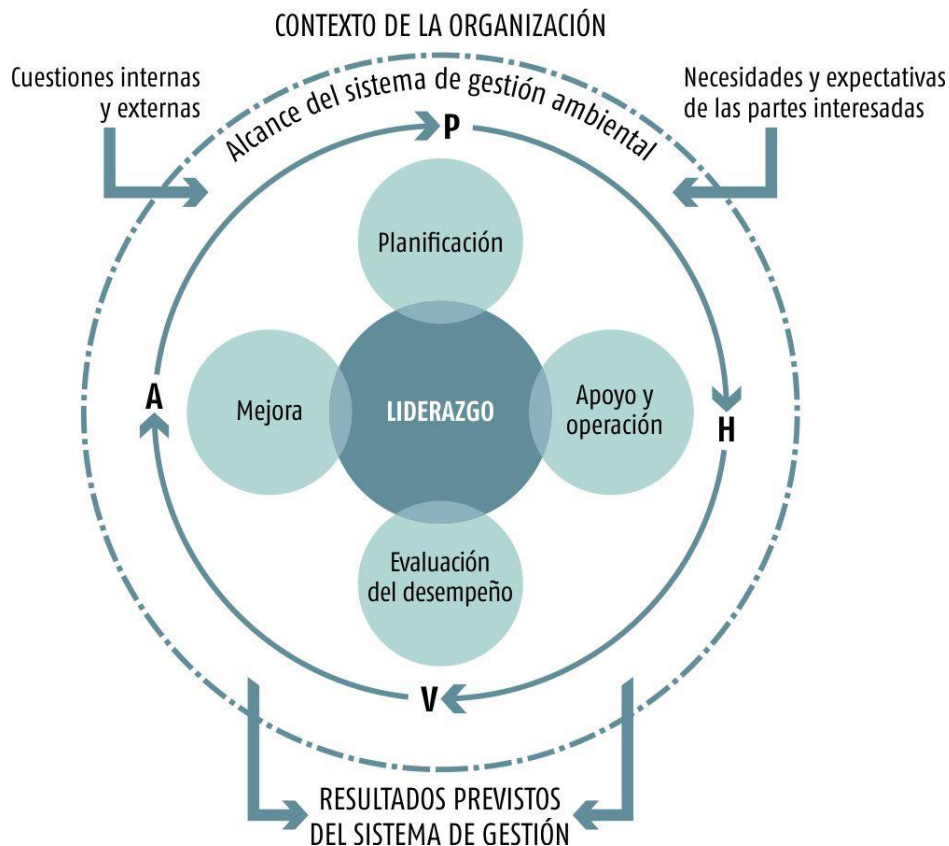 CONTEXTO DE LA ORGANIZACIÓN
Cuestiones internas
y externas
Necesidades y expectativas
de las partes interesadas
Alcance del sistema de gestión ambiental
P
Planificación
A
Mejora
LIDERAZGO
Apoyo y
operación
H
Evaluación
del desempeño
V
RESULTADOS PREVISTOS
DEL SISTEMA DE GESTIÓN